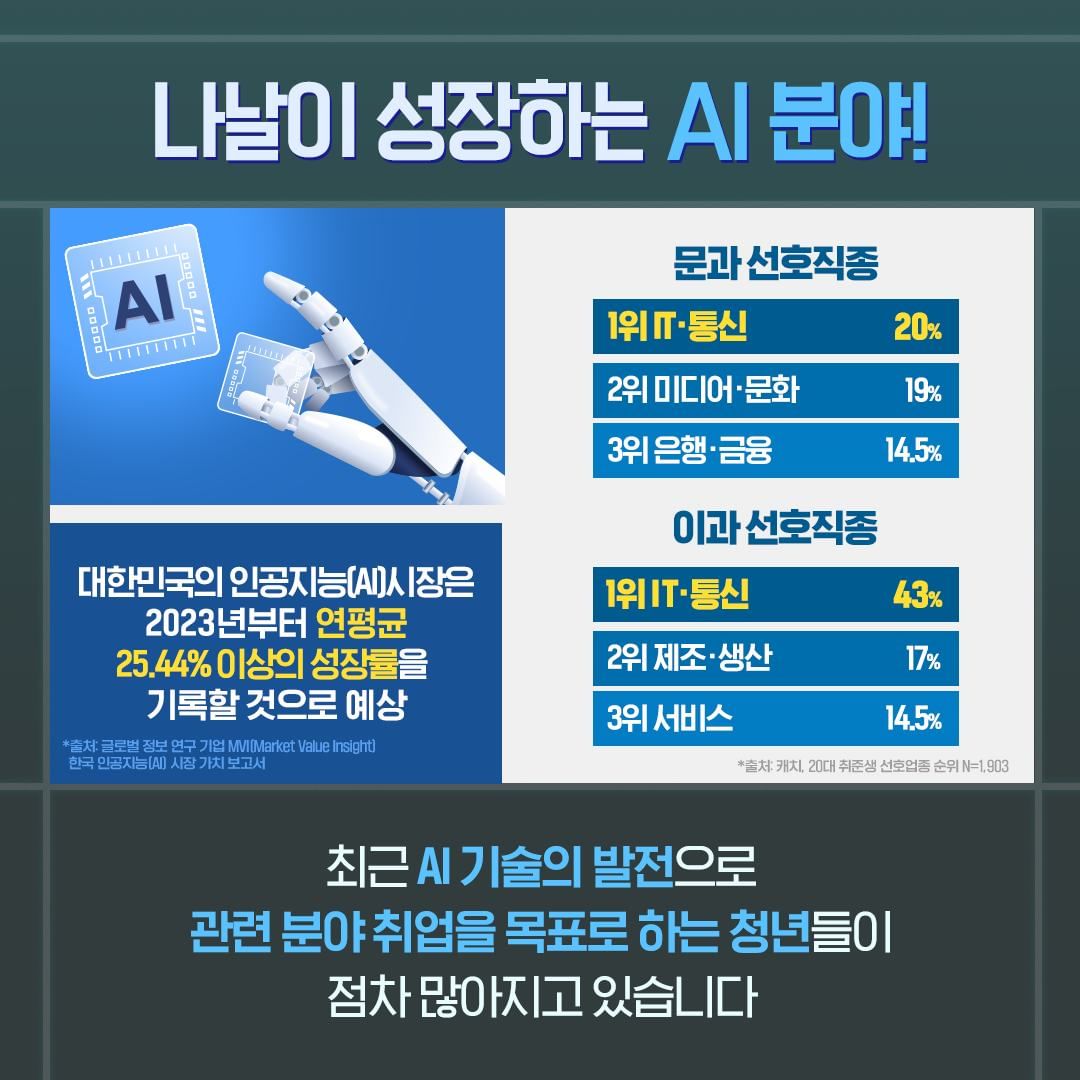 나날이 성장하는 AI 분야!
AI
대한민국의 인공지능(AI)시장은
2023년부터 연평균
25.44% 이상의 성장률을
기록할 것으로 예상
*출처: 글로벌 정보 연구 기업 MVI(Market Value Insight)
한국 인공지능(AI) 시장 가치 보고서
문과 선호직종
1위 IT·통신 20%
2위 미디어·문화 19%
3위 은행·금융 14.5%
이과 선호직종
1위 IT·통신 43%
2위 제조·생산 17%
3위 서비스 14.5%
*출처: 캐치, 20대 취준생 선호업종 순위 N=1,903
최근 AI 기술의 발전으로
관련 분야 취업을 목표로 하는 청년들이
점차 많아지고 있습니다